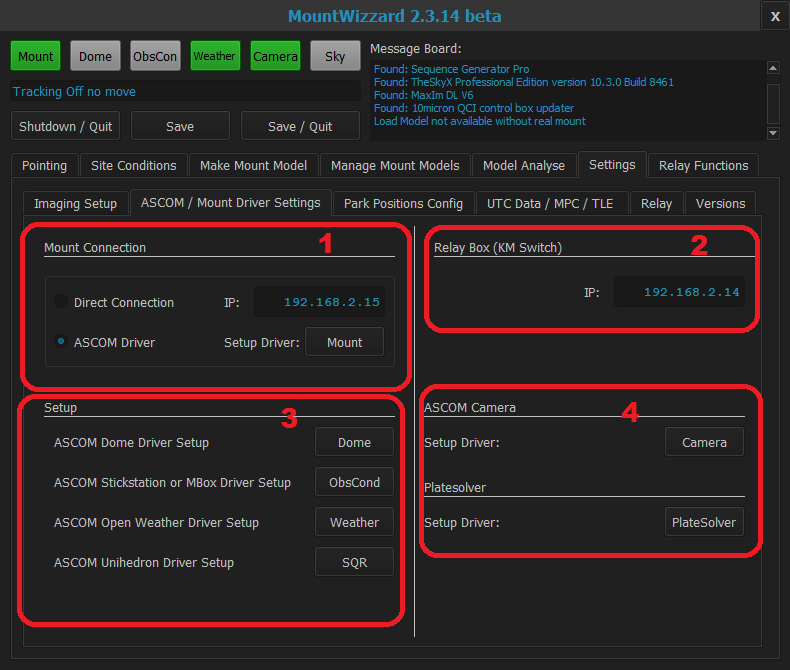 MountWizzard 2.3.14 beta
X
Mount Dome ObsCon Weather Camera Sky
Message Board:
Found: Sequence Generator Pro
Found: TheSkyX Professional Edition version 10.3.0 Build 8461
Found: MaxIm DL V6
Found: 10micron QCI control box updater
Load Model not available without real mount
Tracking Off no move
Shutdown / Quit Save Save / Quit
Pointing Site Conditions Make Mount Model Manage Mount Models Model Analyse Settings Relay Functions
Imaging Setup ASCOM / Mount Driver Settings Park Positions Config UTC Data / MPC / TLE Relay Versions
1
Mount Connection
Direct Connection IP: 192.168.2.15
ASCOM Driver Setup Driver: Mount
2
Relay Box (KM Switch)
IP: 192.168.2.14
3
Setup
ASCOM Dome Driver Setup Dome
ASCOM Stickstation or MBox Driver Setup ObsCond
ASCOM Open Weather Driver Setup Weather
ASCOM Unihedron Driver Setup SQR
4
ASCOM Camera
Setup Driver: Camera
Platesolver
Setup Driver: PlateSolver